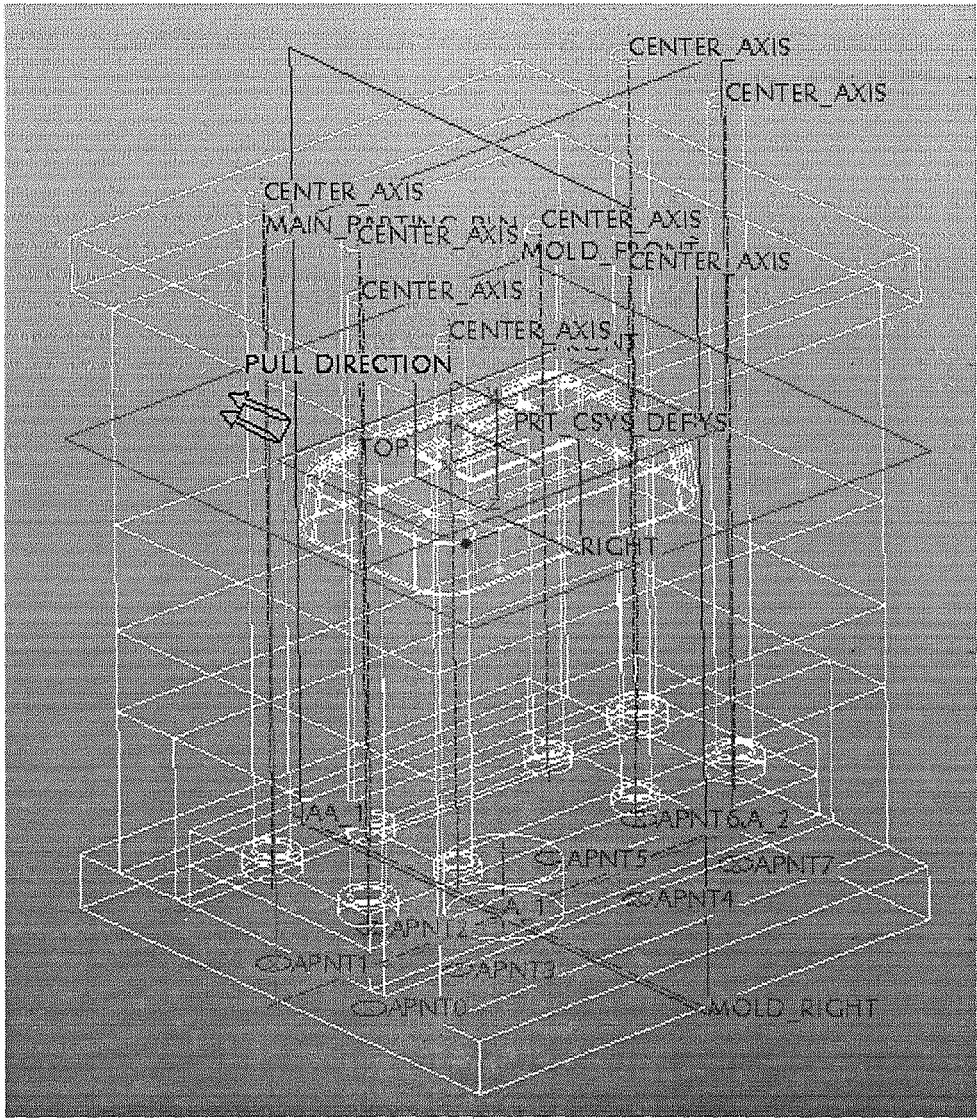 CENTER_AXIS
CENTER_AXIS
CENTER_AXIS
MAIN_PARTING_PLN
CENTER_AXIS
CENTER_AXIS
MOLD_FRONT
CENTER_AXIS
CENTER_AXIS
CENTER_AXIS
PULL DIRECTION
PRT_CSYS_DEF
TOP
RIGHT
AA_1
APNT6
A_2
APNT5
APNT7
APNT4
A_1
APNT2
APNT1
APNT3
APNT0
MOLD_RIGHT